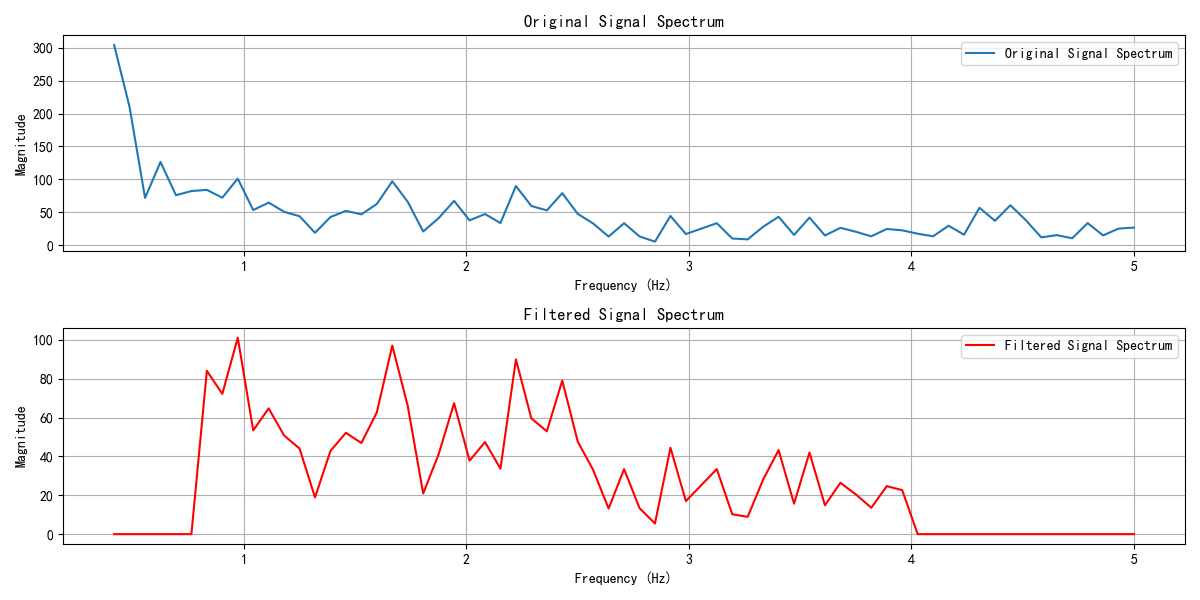 Original Signal Spectrum
300
250
200
150
100
50
0
Magnitude
Original Signal Spectrum
1 2 3 4 5
Frequency (Hz)
Filtered Signal Spectrum
100
80
60
40
20
0
Magnitude
Filtered Signal Spectrum
1 2 3 4 5
Frequency (Hz)